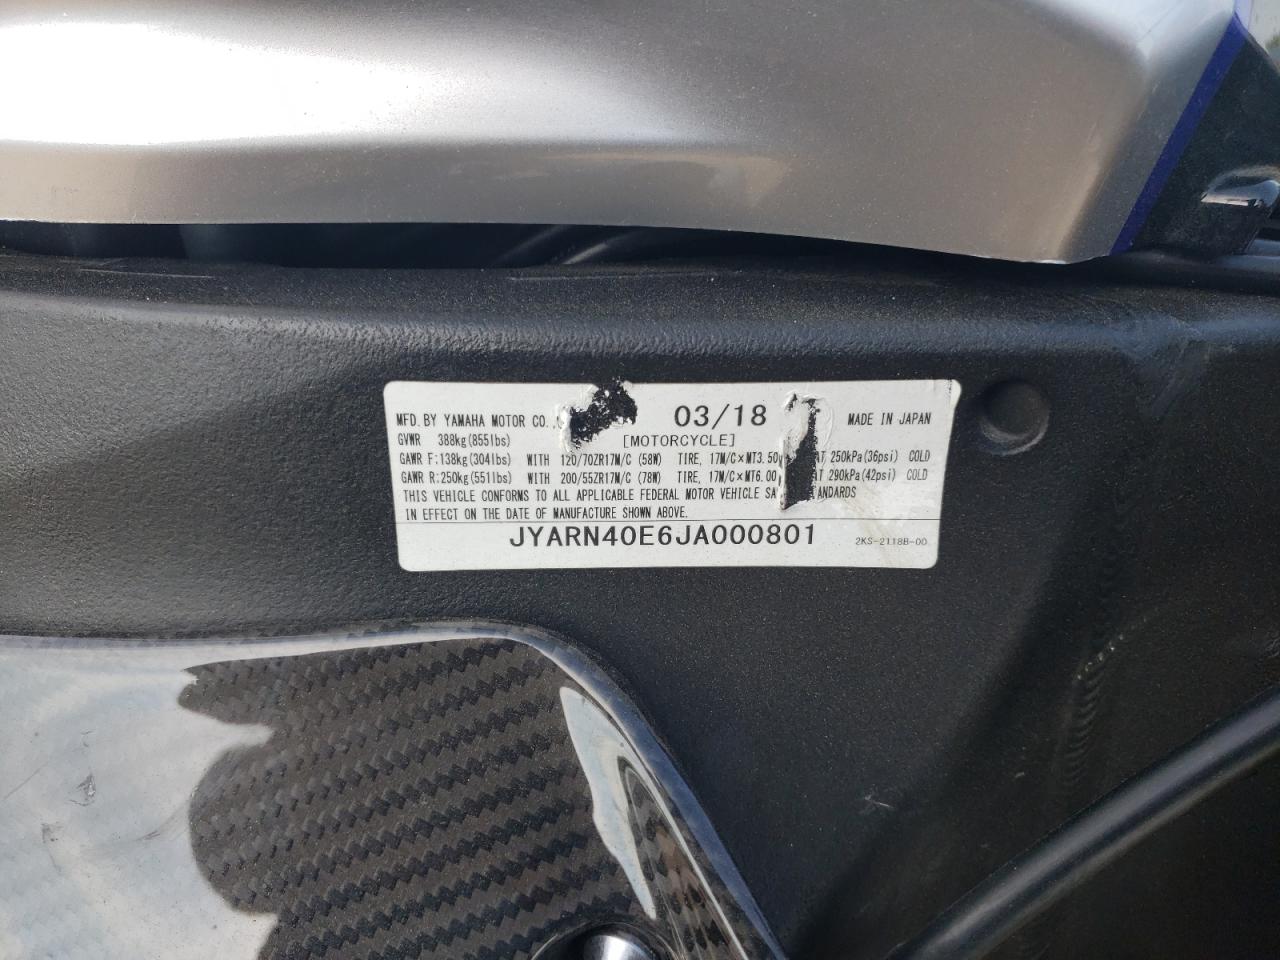 MFD. BY YAMAHA MOTOR CO., 03/18 MADE IN JAPAN
GVWR 388kg(855lbs) [MOTORCYCLE]
GAWR F:138kg(304lbs) WITH 120/70ZR17M/C (58W) TIRE, 17M/C×MT3.50 AT 250kPa(36psi) COLD
GAWR R:250kg(551lbs) WITH 200/55ZR17M/C (78W) TIRE, 17M/C×MT6.00 AT 290kPa(42psi) COLD
THIS VEHICLE CONFORMS TO ALL APPLICABLE FEDERAL MOTOR VEHICLE SA ANDARDS
IN EFFECT ON THE DATE OF MANUFACTURE SHOWN ABOVE.
JYARN40E6JA000801 2KS-2118B-00